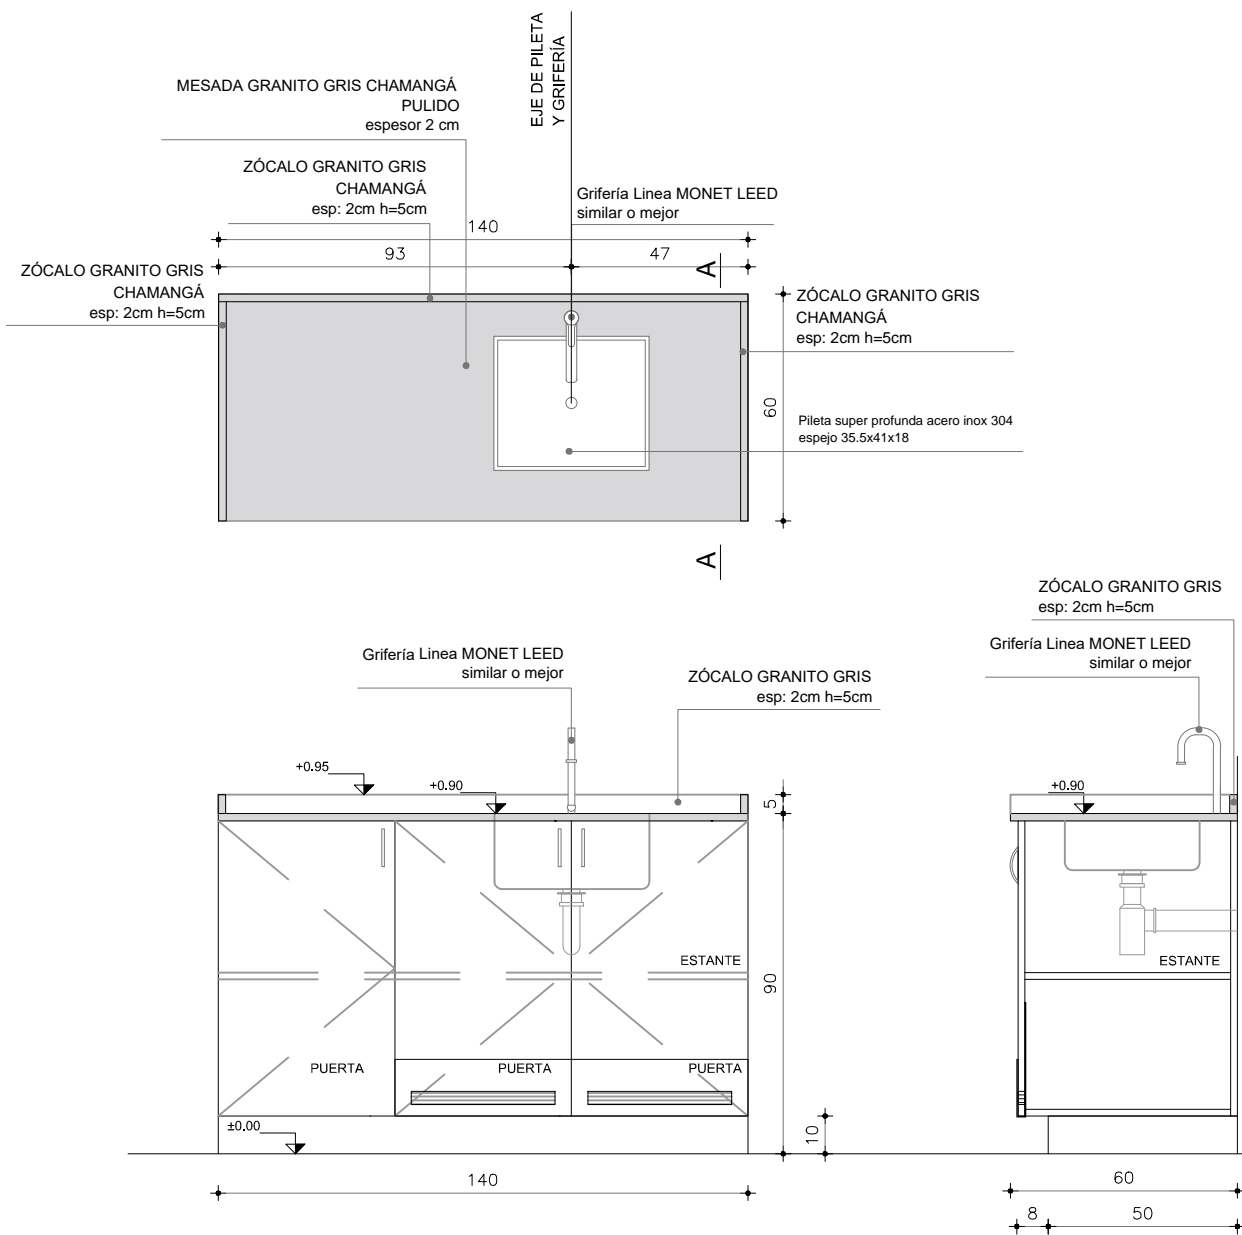 EJE DE PILETA
Y GRIFERÍA
MESADA GRANITO GRIS CHAMANGÁ
PULIDO
espesor 2 cm
ZÓCALO GRANITO GRIS
CHAMANGÁ
esp: 2cm h=5cm
Grifería Linea MONET LEED
similar o mejor
140
93
47
A
ZÓCALO GRANITO GRIS
CHAMANGÁ
esp: 2cm h=5cm
ZÓCALO GRANITO GRIS
CHAMANGÁ
esp: 2cm h=5cm
60
Pileta super profunda acero inox 304
espejo 35.5x41x18
A
ZÓCALO GRANITO GRIS
esp: 2cm h=5cm
Grifería Linea MONET LEED
similar o mejor
Grifería Linea MONET LEED
similar o mejor
ZÓCALO GRANITO GRIS
esp: 2cm h=5cm
+0.95
+0.90
5
+0.90
ESTANTE
90
ESTANTE
PUERTA
PUERTA
PUERTA
±0.00
10
140
60
8
50